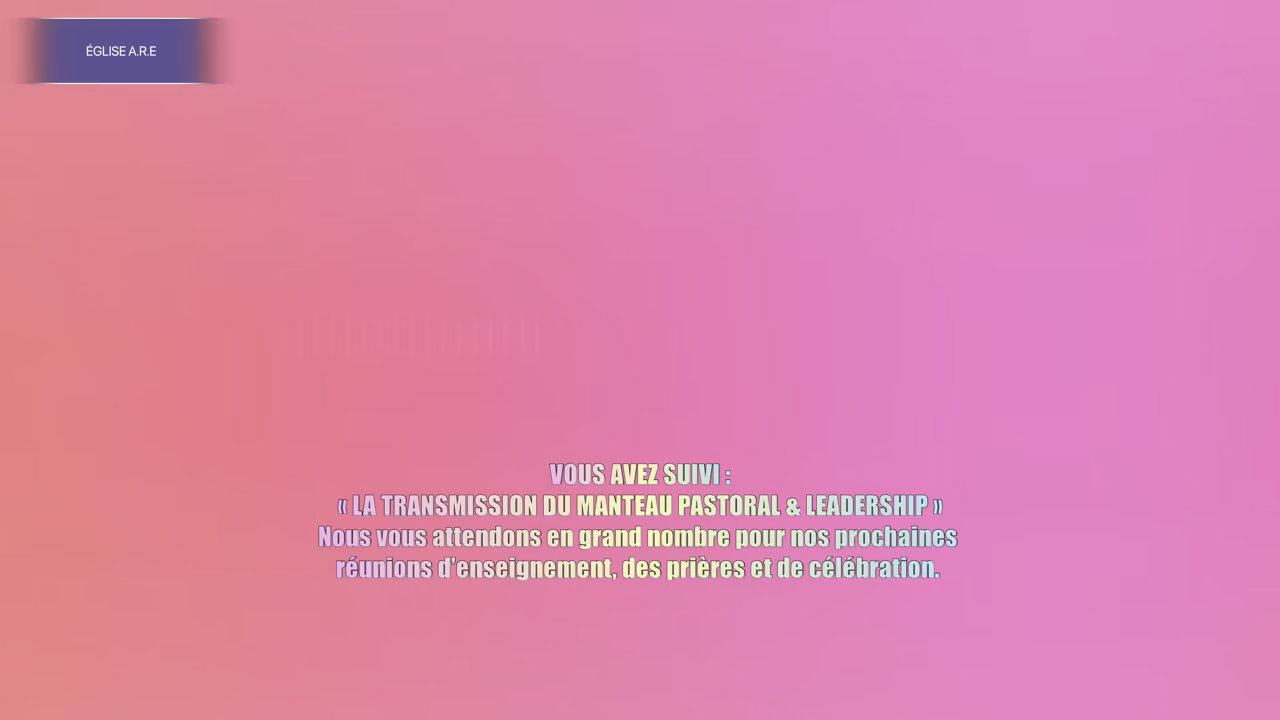 ÉGLISE A.R.E
VOUS AVEZ SUIVI :
« LA TRANSMISSION DU MANTEAU PASTORAL & LEADERSHIP »
Nous vous attendons en grand nombre pour nos prochaines
réunions d’enseignement, des prières et de célébration.